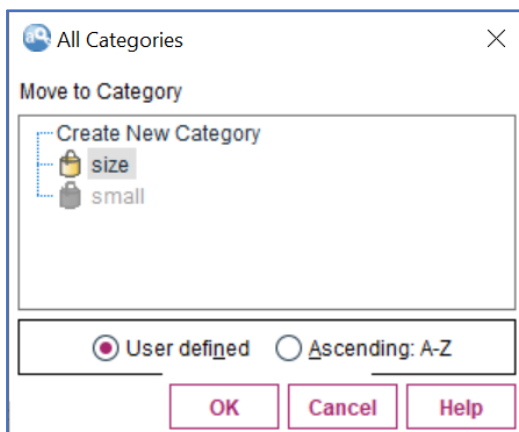 All Categories
Move to Category
Create New Category
size
small
User defined Ascending: A-Z
OK Cancel Help